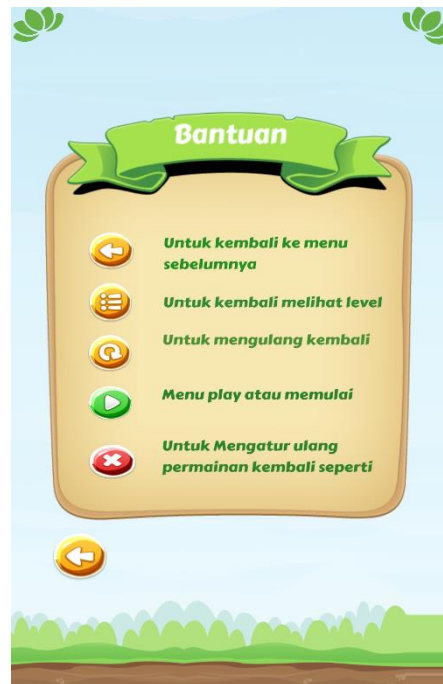 Bantuan
Untuk kembali ke menu
sebelumnya
Untuk kembali melihat level
Untuk mengulang kembali
Menu play atau memulai
Untuk Mengatur ulang
permainan kembali seperti